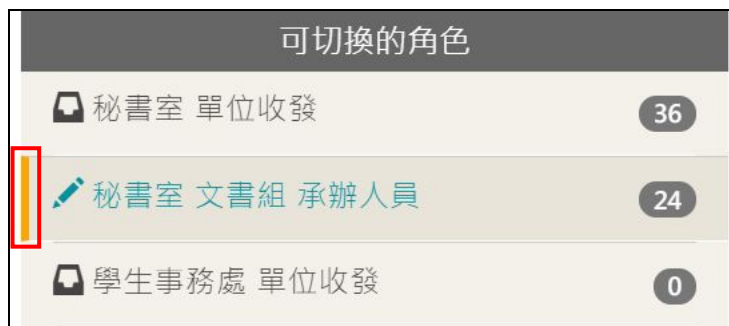 可切換的角色
秘書室 單位收發 36
秘書室 文書組 承辦人員 24
學生事務處 單位收發 0